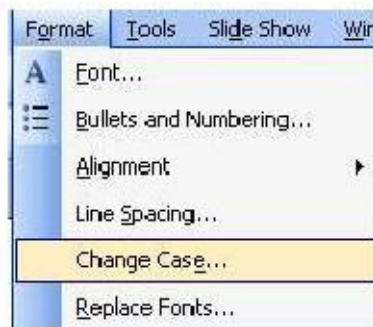 Format Tools Slide Show Wir
Font...
Bullets and Numbering...
Alignment
Line Spacing...
Change Case...
Replace Fonts...